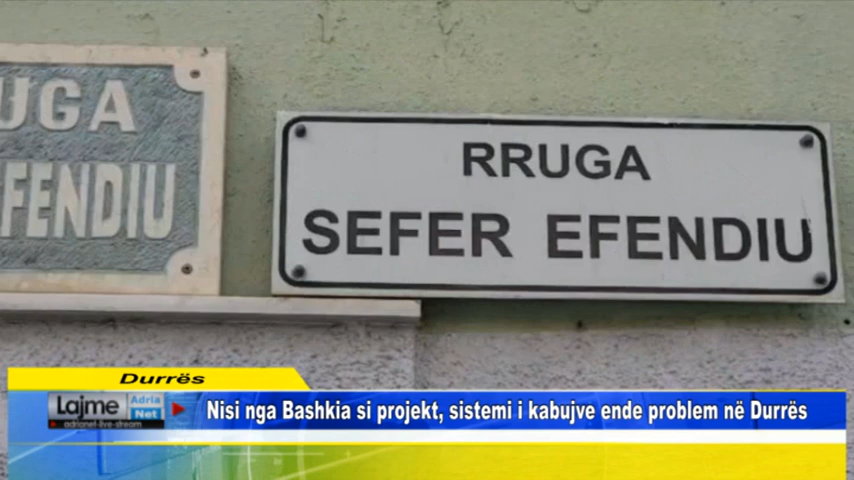 UGA
FENDIU
RRUGA
SEFER EFENDIU
Durrës
Lajme Adria Net
adrianet-live-stream
Nisi nga Bashkia si projekt, sistemi i kabujve ende problem në Durrës